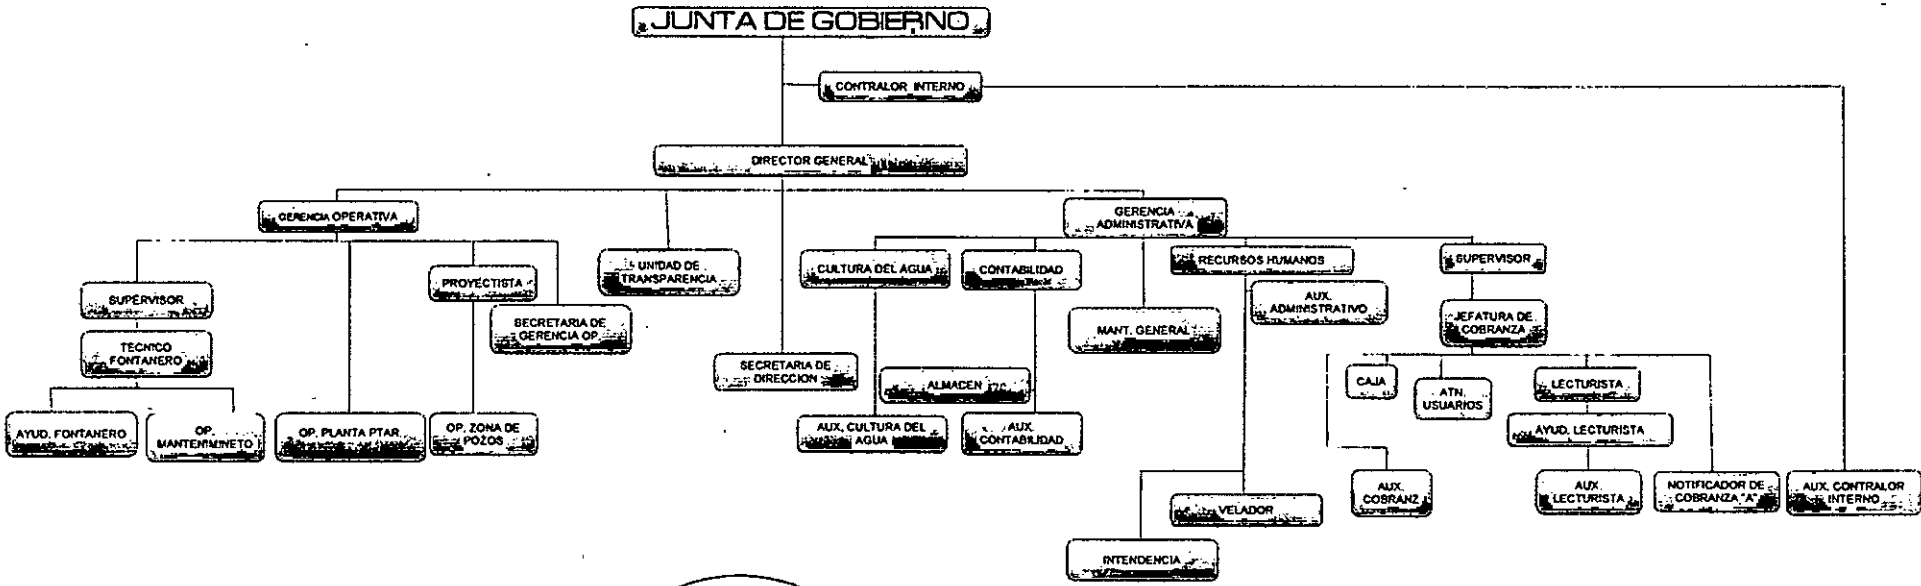 JUNTA DE GOBIERNO
CONTRALOR INTERNO
DIRECTOR GENERAL
GERENCIA OPERATIVA
GERENCIA
ADMINISTRATIVA
UNIDAD DE
TRANSPARENCIA
CULTURA DEL AGUA
CONTABILIDAD
RECURSOS HUMANOS
SUPERVISOR
SUPERVISOR
PROYECTISTA
AUX.
ADMINISTRATIVO
SECRETARIA DE
GERENCIA OP.
MANT. GENERAL
JEFATURA DE
COBRANZA
TECNICO
FONTANERO
SECRETARIA DE
DIRECCION
ALMACEN
CAJA
ATN.
USUARIOS
LECTURISTA
AYUD. FONTANERO
OP.
MANTENIMINETO
OP. PLANTA PTAR
OP. ZONA DE
POZOS
AUX. CULTURA DEL
AGUA
AUX.
CONTABILIDAD
AYUD. LECTURISTA
AUX.
COBRANZ
AUX.
LECTURISTA
NOTIFICADOR DE
COBRANZA "A"
AUX. CONTRALOR
INTERNO
VELADOR
INTENDENCIA